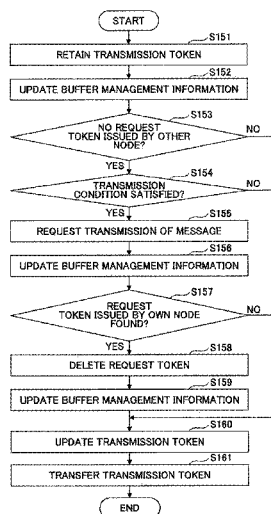 START
S151
RETAIN TRANSMISSION TOKEN
S152
UPDATE BUFFER MANAGEMENT INFORMATION
S153
NO REQUEST
TOKEN ISSUED BY OTHER
NODE?
NO
YES
S154
TRANSMISSION
CONDITION SATISFIED?
NO
YES
S155
REQUEST TRANSMISSION OF MESSAGE
S156
UPDATE BUFFER MANAGEMENT INFORMATION
S157
REQUEST
TOKEN ISSUED BY OWN NODE
FOUND?
NO
YES
S158
DELETE REQUEST TOKEN
S159
UPDATE BUFFER MANAGEMENT INFORMATION
S160
UPDATE TRANSMISSION TOKEN
S161
TRANSFER TRANSMISSION TOKEN
END